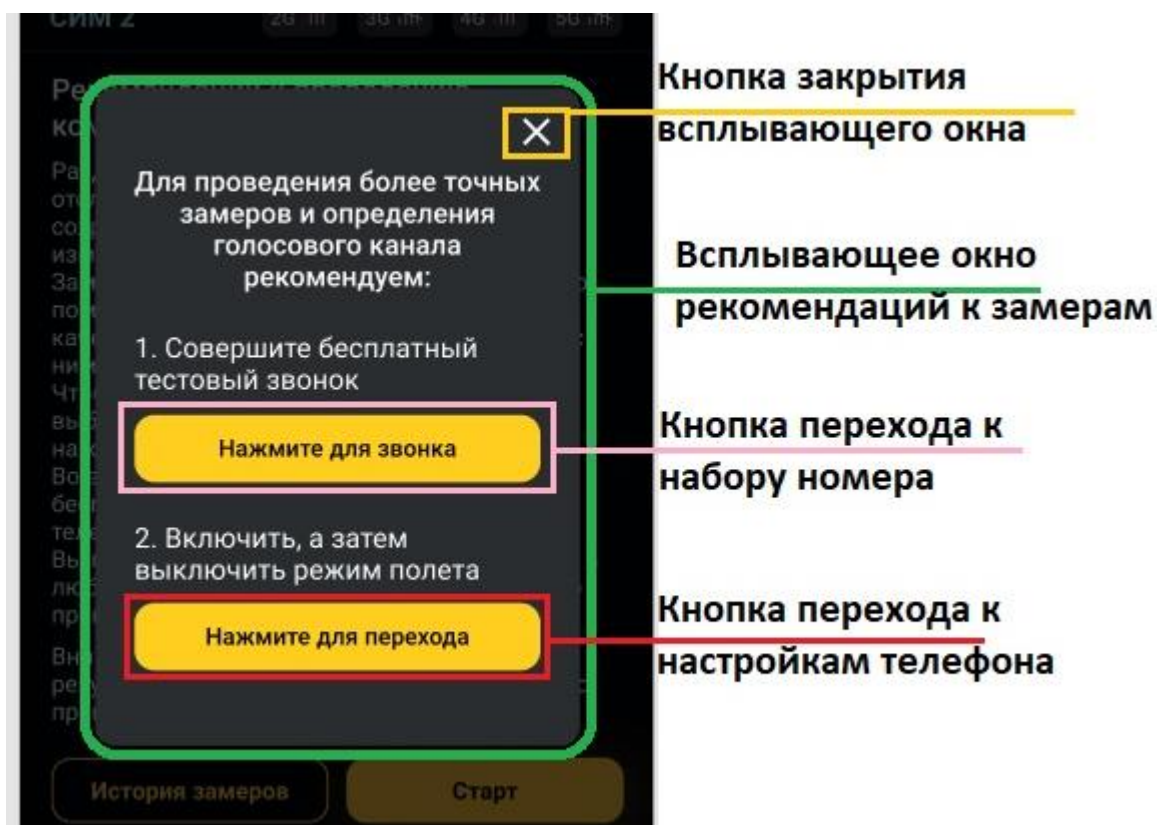 СИМ 2 2G 3G 4G 5G
Кнопка закрытия
всплывающего окна
Для проведения более точных
замеров и определения
голосового канала
рекомендуем:
Всплывающее окно
рекомендаций к замерам
1. Совершите бесплатный
тестовый звонок
Нажмите для звонка
Кнопка перехода к
набору номера
2. Включить, а затем
выключить режим полета
Нажмите для перехода
Кнопка перехода к
настройкам телефона
История замеров
Старт